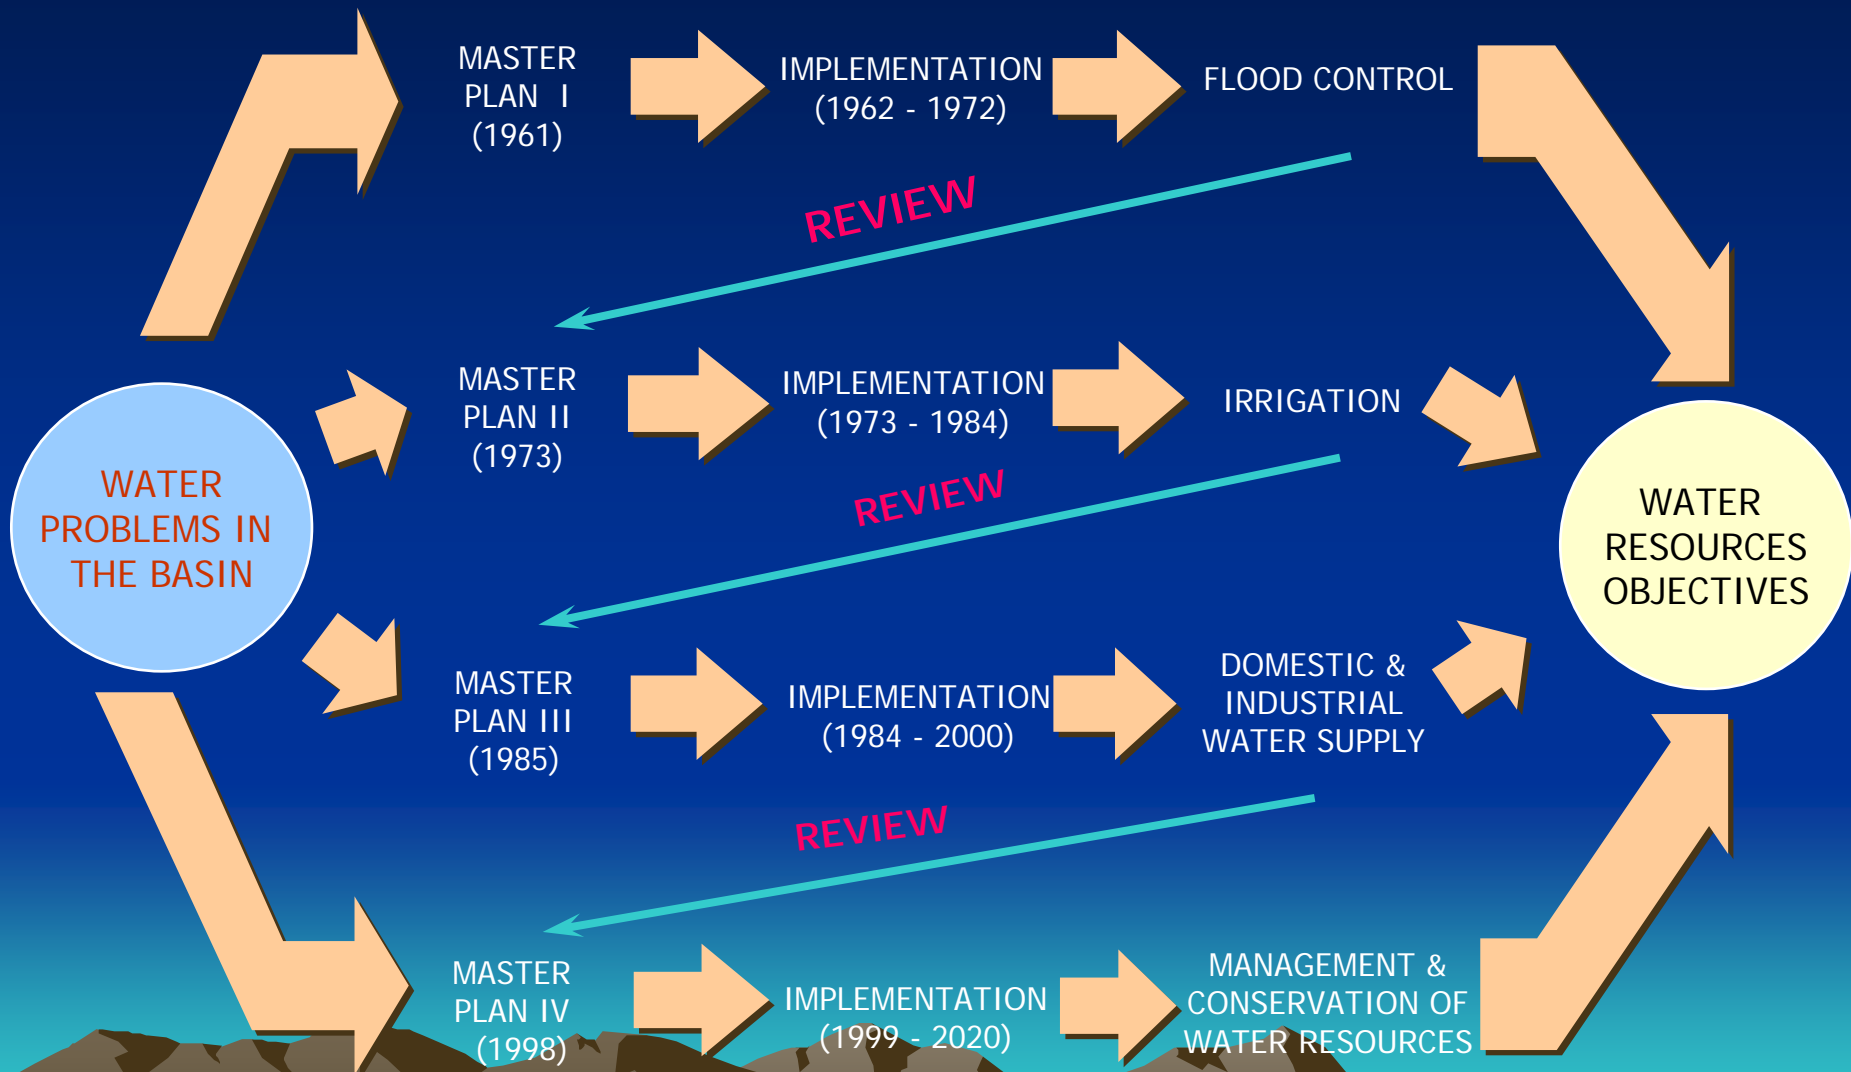 MASTER
PLAN I
(1961)
IMPLEMENTATION
(1962 - 1972)
FLOOD CONTROL
REVIEW
MASTER
PLAN II
(1973)
IMPLEMENTATION
(1973 - 1984)
IRRIGATION
WATER
PROBLEMS IN
THE BASIN
REVIEW
WATER
RESOURCES
OBJECTIVES
MASTER
PLAN III
(1985)
IMPLEMENTATION
(1984 - 2000)
DOMESTIC &
INDUSTRIAL
WATER SUPPLY
REVIEW
MASTER
PLAN IV
(1998)
IMPLEMENTATION
(1999 - 2020)
MANAGEMENT &
CONSERVATION OF
WATER RESOURCES